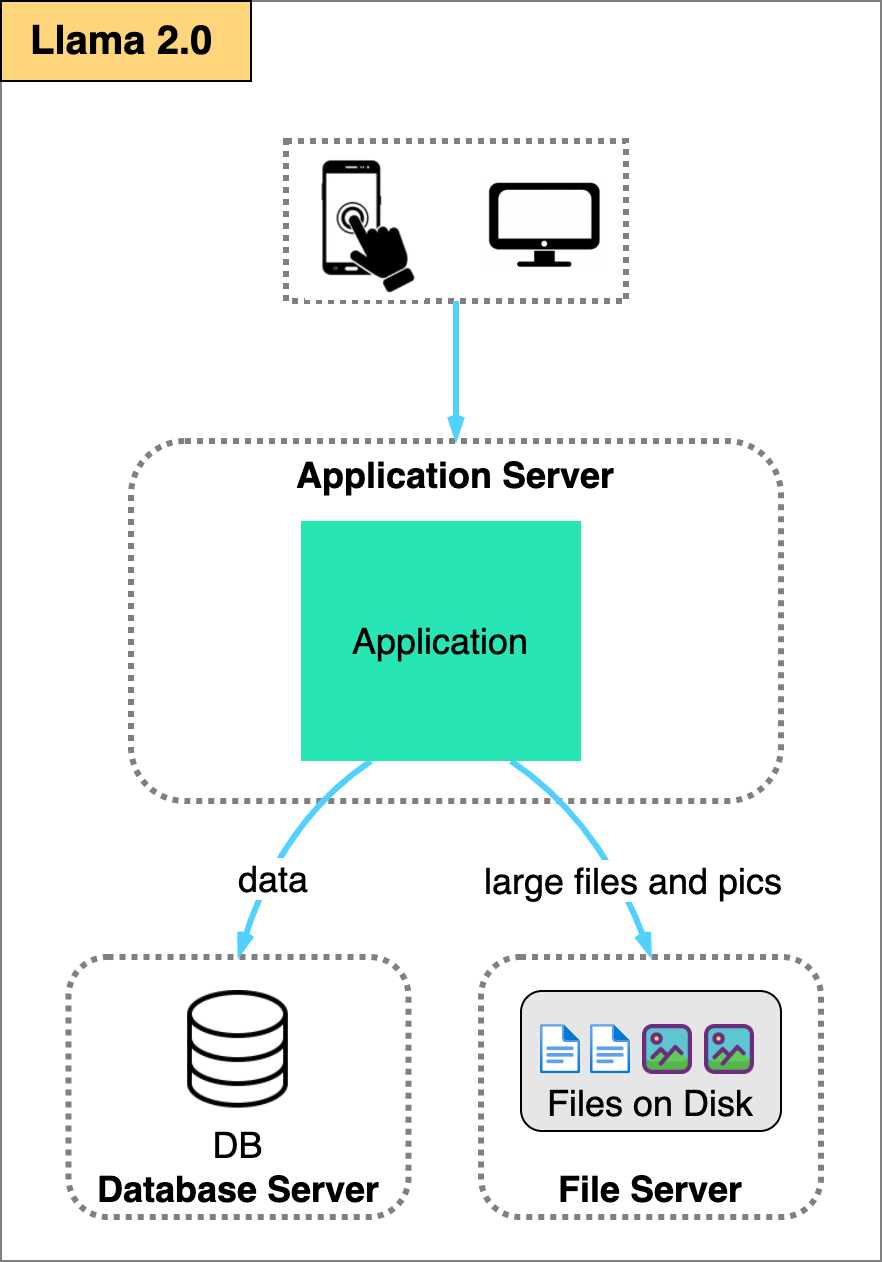 Llama 2.0
Application Server
Application
data
large files and pics
DB
Database Server
Files on Disk
File Server